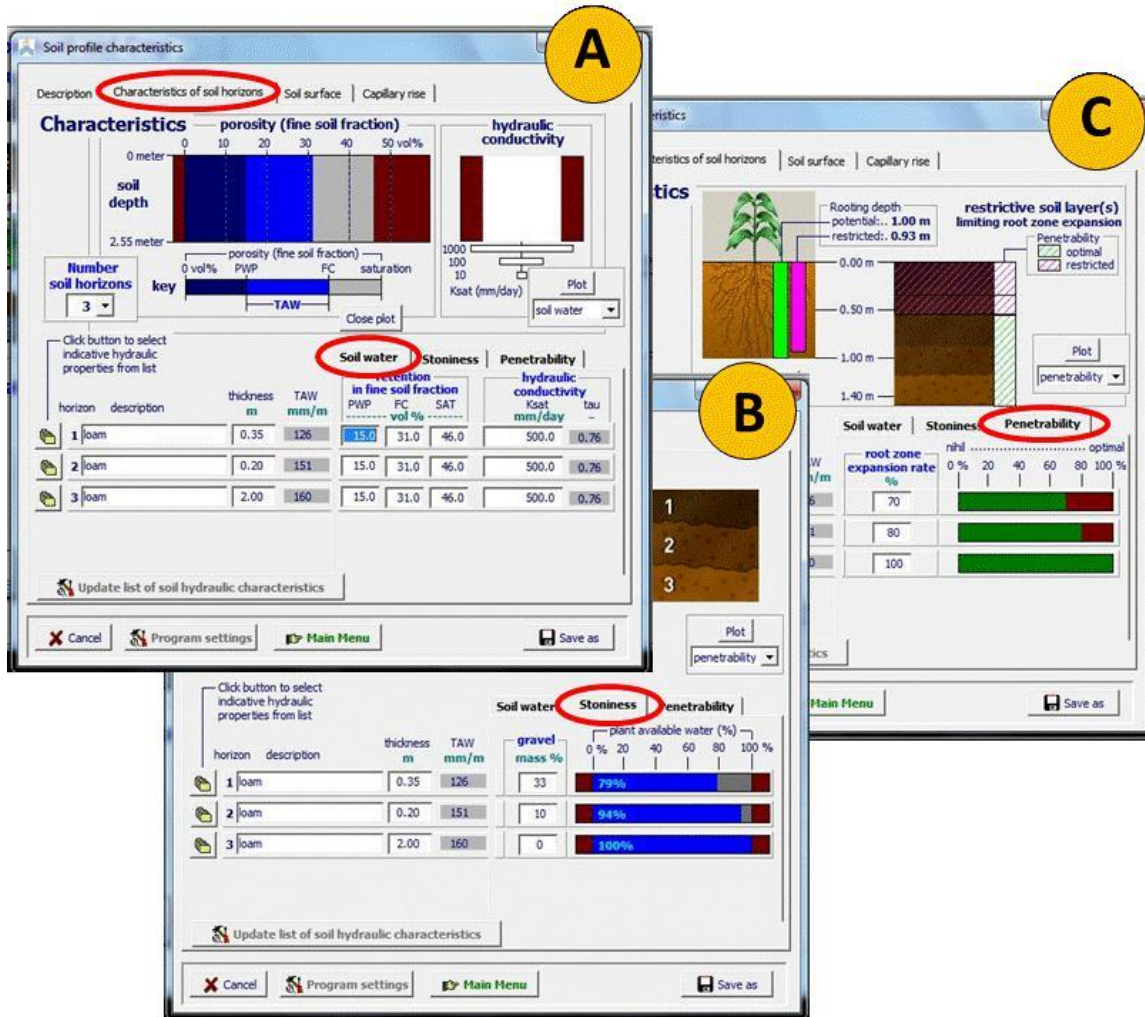 A
Soil profile characteristics
Description Characteristics of soil horizons Soil surface Capillary rise
Characteristics porosity (fine soil fraction) hydraulic conductivity
0 10 20 30 40 50 vol%
0 meter
soil depth
2.55 meter
porosity (fine soil fraction)
0 vol% PWP FC saturation
key
TAW
1000
100
10
Ksat (mm/day)
Plot
soil water
Number soil horizons
3
Close plot
Click button to select
indicative hydraulic
properties from list
Soil water Stoniness Penetrability
retention in fine soil fraction
hydraulic conductivity
horizon description thickness TAW PWP FC SAT Ksat tau
m mm/m ------- vol % ------- mm/day –
1 loam 0.35 126 15.0 31.0 46.0 500.0 0.76
2 loam 0.20 151 15.0 31.0 46.0 500.0 0.76
3 loam 2.00 160 15.0 31.0 46.0 500.0 0.76
Update list of soil hydraulic characteristics
Cancel Program settings Main Menu Save as
B
1
2
3
Plot
penetrability
Click button to select
indicative hydraulic
properties from list
Soil water Stoniness Penetrability
horizon description thickness TAW gravel plant available water (%)
m mm/m mass % 0 % 20 40 60 80 100 %
1 loam 0.35 126 33 79%
2 loam 0.20 151 10 94%
3 loam 2.00 160 0 100%
Update list of soil hydraulic characteristics
Cancel Program settings Main Menu Save as
C
Soil surface Capillary rise
Rooting depth
potential:.. 1.00 m
restricted:. 0.93 m
restrictive soil layer(s)
limiting root zone expansion
Penetrability
optimal
restricted
0.00 m
0.50 m
1.00 m
1.40 m
Plot
penetrability
Soil water Stoniness Penetrability
root zone expansion rate
%
nihil .................... optimal
0 % 20 40 60 80 100 %
70
80
100
Main Menu Save as